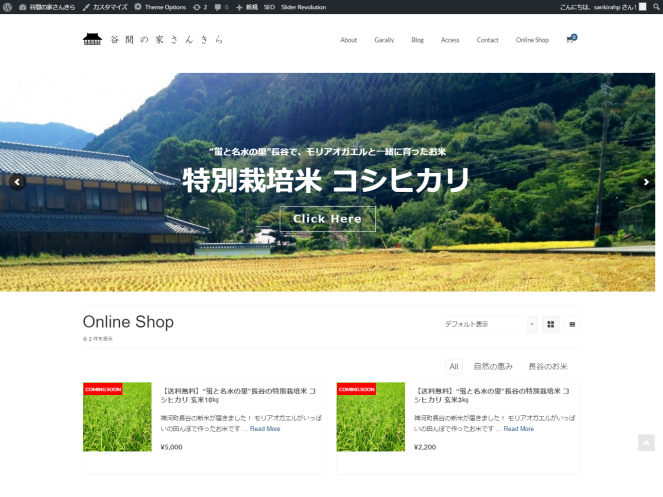 谷間の家さんきら カスタマイズ Theme Options 2 0 新規 SEO Slider Revolution こんにちは、sankirahp さん!
谷間の家さんきら About Garally Blog Access Contact Online Shop 0
“蛍と名水の里”長谷で、モリアオガエルと一緒に育ったお米
特別栽培米 コシヒカリ
Click Here
Online Shop デフォルト表示
全 2 件を表示
All 自然の恵み 長谷のお米
COMING SOON
【送料無料】“蛍と名水の里”長谷の特別栽培米 コ
シヒカリ 玄米10kg
神河町長谷の新米が届きました！ モリアオガエルがいっぱ
いの田んぼで作ったお米です ... Read More
¥5,000
COMING SOON
【送料無料】“蛍と名水の里”長谷の特別栽培米 コ
シヒカリ 玄米3kg
神河町長谷の新米が届きました！ モリアオガエルがいっぱ
いの田んぼで作ったお米です ... Read More
¥2,200